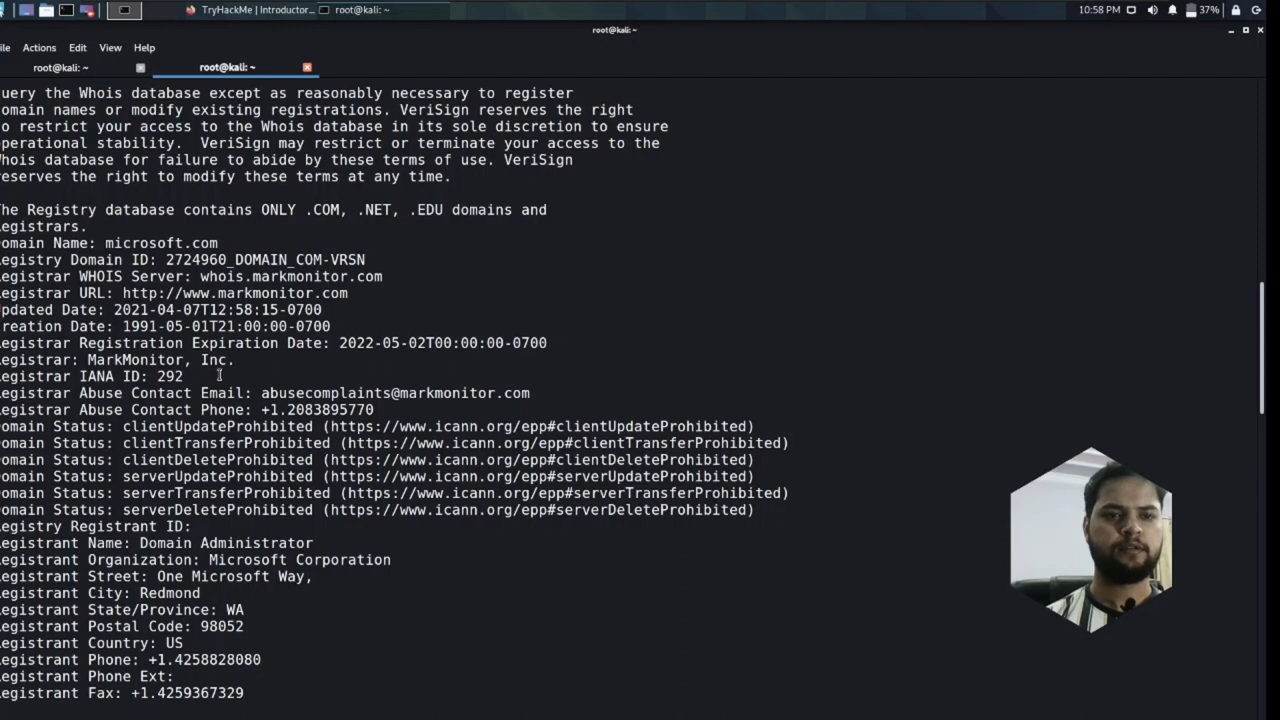 TryHackMe | Introductor... root@kali: ~ 10:58 PM 37%
root@kali: ~
ile Actions Edit View Help
root@kali: ~ root@kali: ~
uery the Whois database except as reasonably necessary to register
omain names or modify existing registrations. VeriSign reserves the right
o restrict your access to the Whois database in its sole discretion to ensure
perational stability.  VeriSign may restrict or terminate your access to the
hois database for failure to abide by these terms of use. VeriSign
eserves the right to modify these terms at any time.
The Registry database contains ONLY .COM, .NET, .EDU domains and
egistrars.
omain Name: microsoft.com
egistry Domain ID: 2724960_DOMAIN_COM-VRSN
egistrar WHOIS Server: whois.markmonitor.com
egistrar URL: http://www.markmonitor.com
pdated Date: 2021-04-07T12:58:15-0700
reation Date: 1991-05-01T21:00:00-0700
egistrar Registration Expiration Date: 2022-05-02T00:00:00-0700
egistrar: MarkMonitor, Inc.
egistrar IANA ID: 292
egistrar Abuse Contact Email: abusecomplaints@markmonitor.com
egistrar Abuse Contact Phone: +1.2083895770
omain Status: clientUpdateProhibited (https://www.icann.org/epp#clientUpdateProhibited)
omain Status: clientTransferProhibited (https://www.icann.org/epp#clientTransferProhibited)
omain Status: clientDeleteProhibited (https://www.icann.org/epp#clientDeleteProhibited)
omain Status: serverUpdateProhibited (https://www.icann.org/epp#serverUpdateProhibited)
omain Status: serverTransferProhibited (https://www.icann.org/epp#serverTransferProhibited)
omain Status: serverDeleteProhibited (https://www.icann.org/epp#serverDeleteProhibited)
egistry Registrant ID:
egistrant Name: Domain Administrator
egistrant Organization: Microsoft Corporation
egistrant Street: One Microsoft Way,
egistrant City: Redmond
egistrant State/Province: WA
egistrant Postal Code: 98052
egistrant Country: US
egistrant Phone: +1.4258828080
egistrant Phone Ext:
egistrant Fax: +1.4259367329